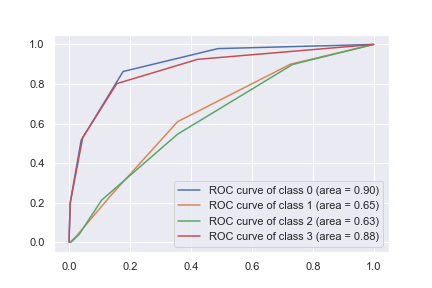 1.0
0.8
0.6
0.4
0.2
0.0
ROC curve of class 0 (area = 0.90)
ROC curve of class 1 (area = 0.65)
ROC curve of class 2 (area = 0.63)
ROC curve of class 3 (area = 0.88)
0.0 0.2 0.4 0.6 0.8 1.0